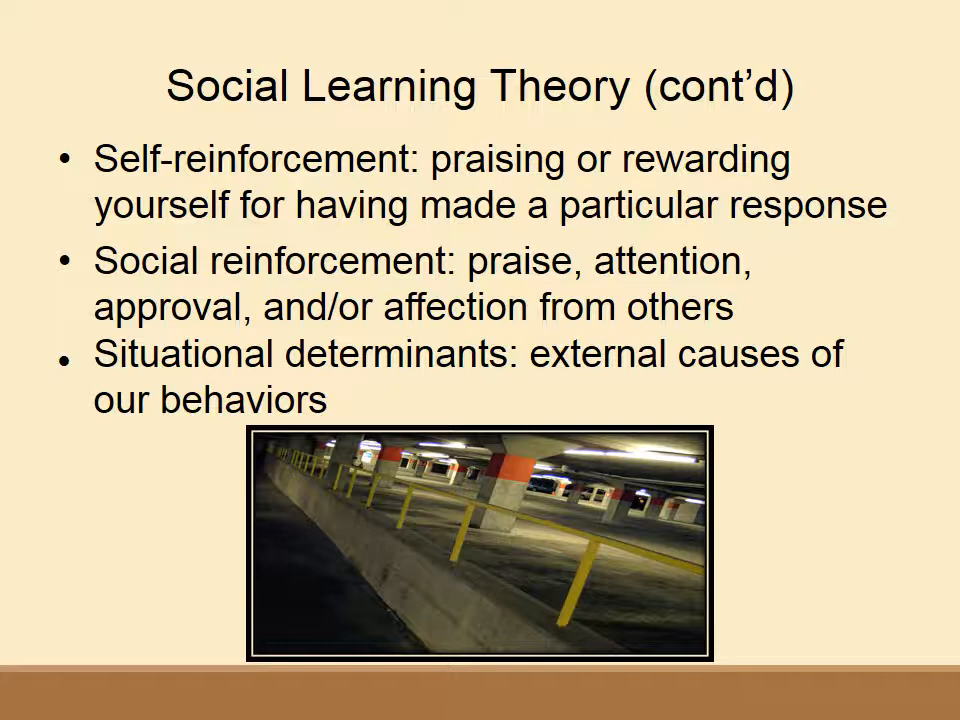 Social Learning Theory (cont’d)
• Self-reinforcement: praising or rewarding
yourself for having made a particular response
• Social reinforcement: praise, attention,
approval, and/or affection from others
• Situational determinants: external causes of
our behaviors